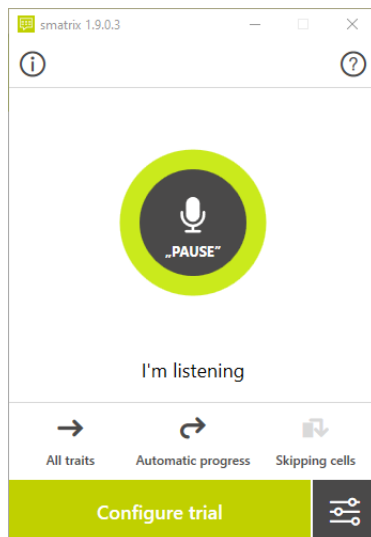 smatrix 1.9.0.3
„PAUSE”
I'm listening
All traits Automatic progress Skipping cells
Configure trial